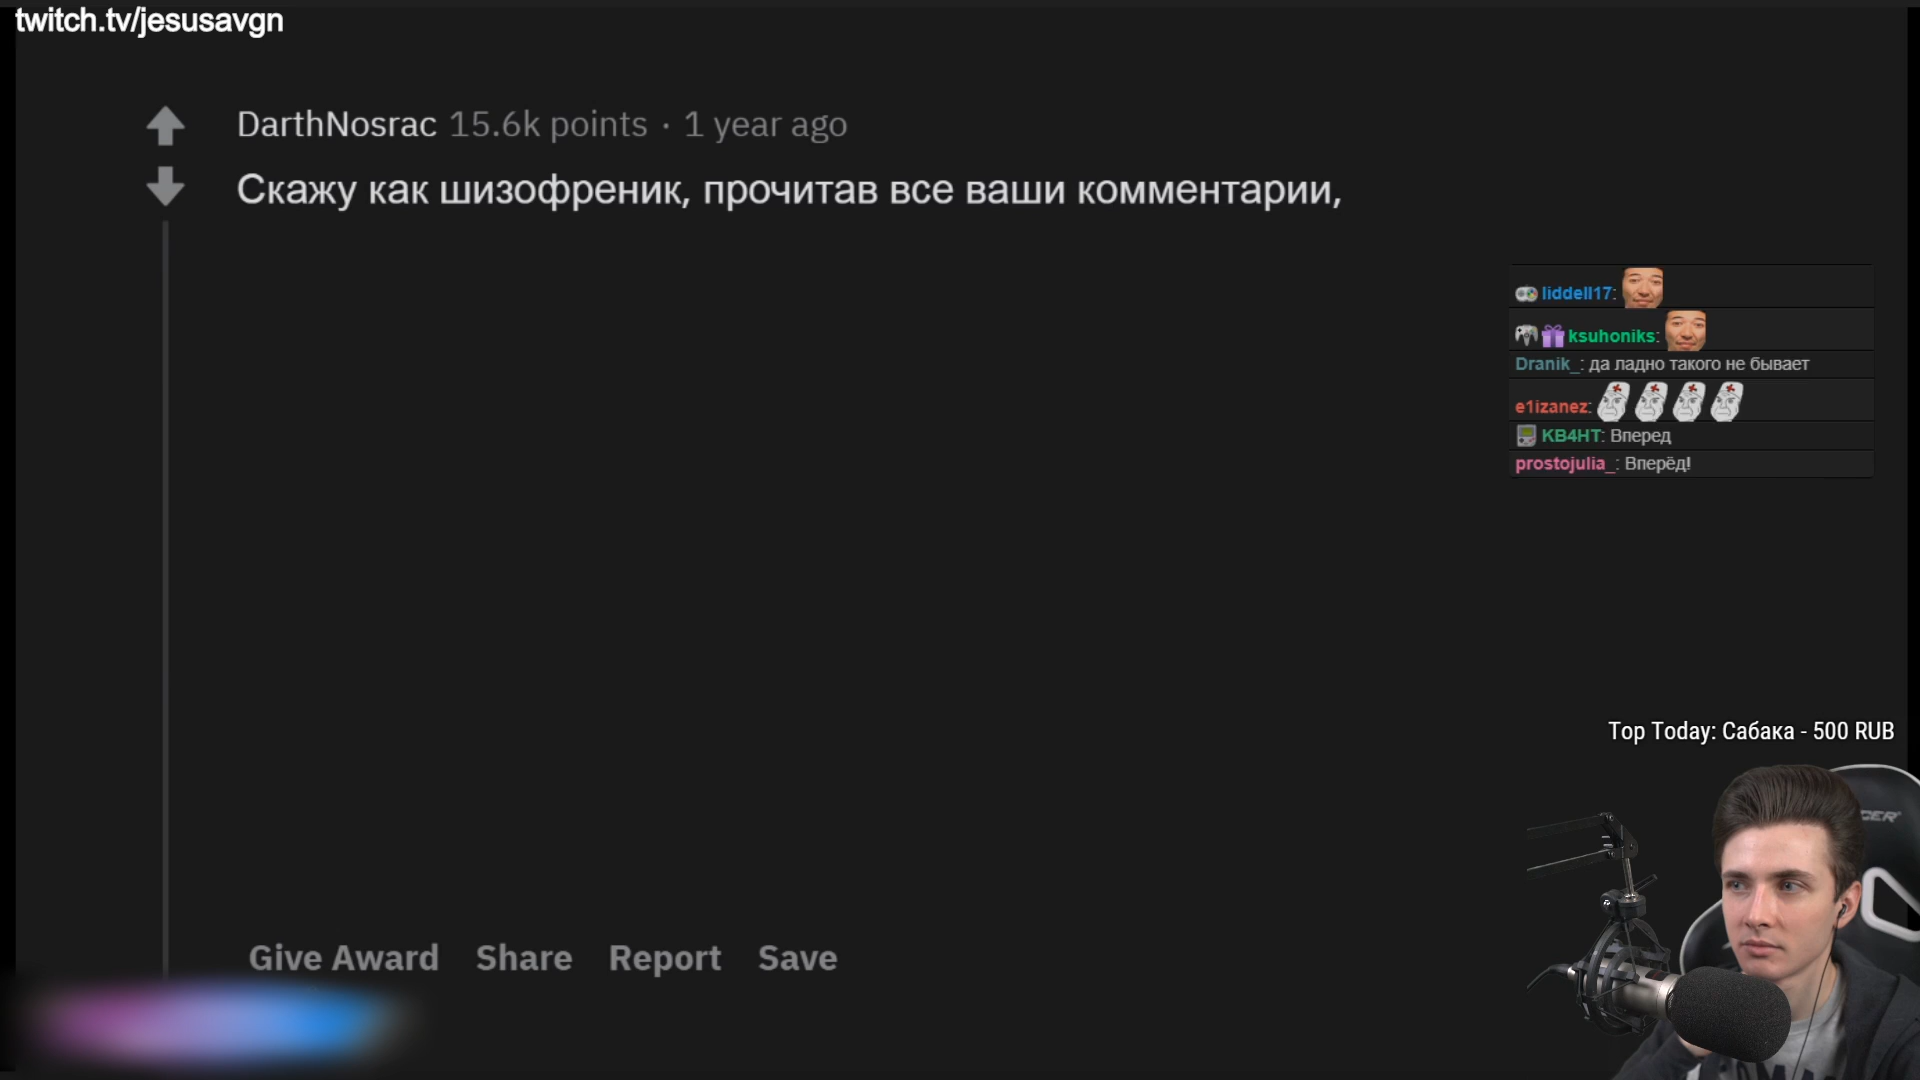 twitch.tv/jesusavgn
DarthNosrac 15.6k points · 1 year ago
Скажу как шизофреник, прочитав все ваши комментарии,
liddell17:
ksuhoniks:
Dranik_: да ладно такого не бывает
e1izanez:
KB4HT: Вперед
prostojulia_: Вперёд!
Top Today: Сабака - 500 RUB
Give Award Share Report Save